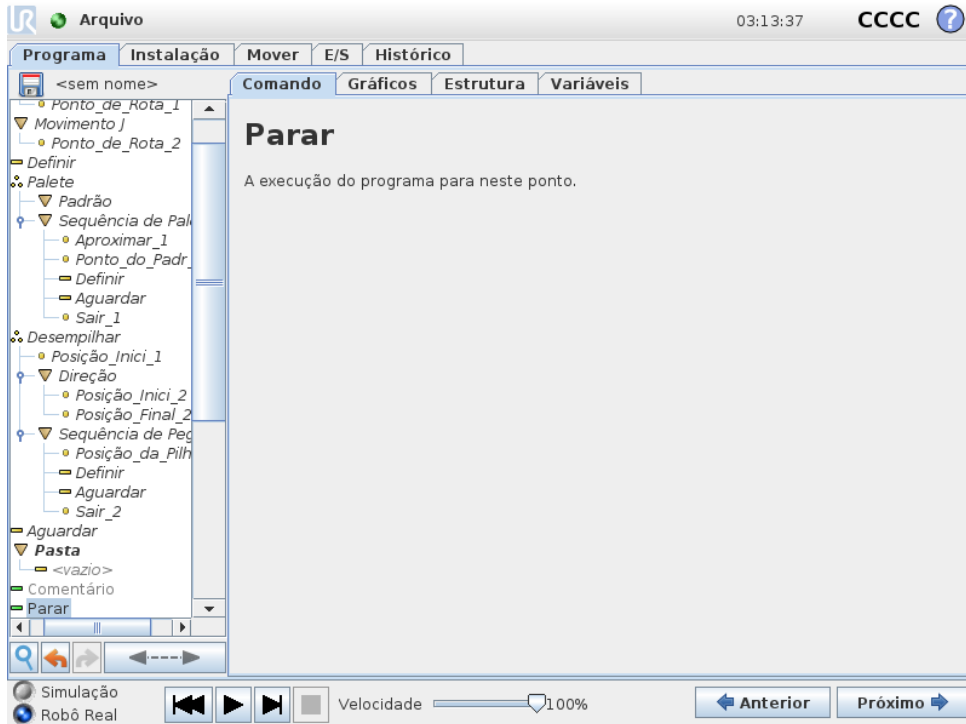 Arquivo
03:13:37
CCCC
?
Programa Instalação Mover E/S Histórico
<sem nome>
Comando Gráficos Estrutura Variáveis
Ponto_de_Rota_1
Movimento J
Ponto_de_Rota_2
Definir
Palete
Padrão
Sequência de Pal
Aproximar_1
Ponto_do_Padr_
Definir
Aguardar
Sair_1
Desempilhar
Posição_Inici_1
Direção
Posição_Inici_2
Posição_Final_2
Sequência de Peg
Posição_da_Pilh
Definir
Aguardar
Sair_2
Aguardar
Pasta
<vazio>
Comentário
Parar
Parar
A execução do programa para neste ponto.
Simulação
Robô Real
Velocidade 100%
Anterior
Próximo